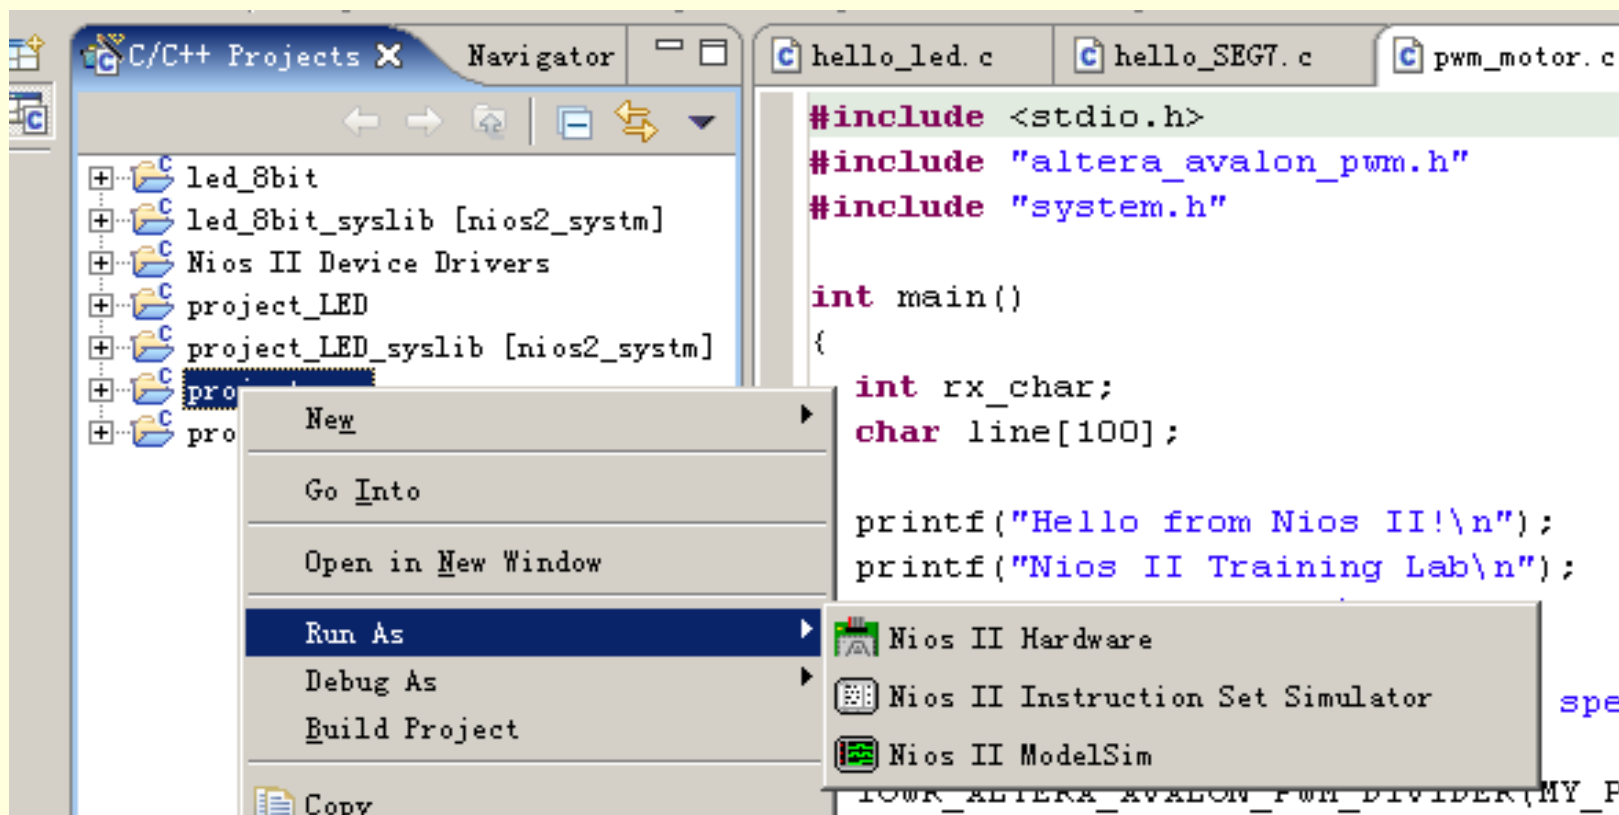 C/C++ Projects
Navigator
hello_led.c
hello_SEG7.c
pwm_motor.c
led_8bit
led_8bit_syslib [nios2_systm]
Nios II Device Drivers
project_LED
project_LED_syslib [nios2_systm]
pro
New
Go Into
Open in New Window
Run As
Debug As
Build Project
Copy
Nios II Hardware
Nios II Instruction Set Simulator
Nios II ModelSim
#include <stdio.h>
#include "altera_avalon_pwm.h"
#include "system.h"
int main()
{
int rx_char;
char line[100];
printf("Hello from Nios II!\n");
printf("Nios II Training Lab\n");
spe
IOWR_ALTERA_AVALON_PWM_DIVIDER(MY_P